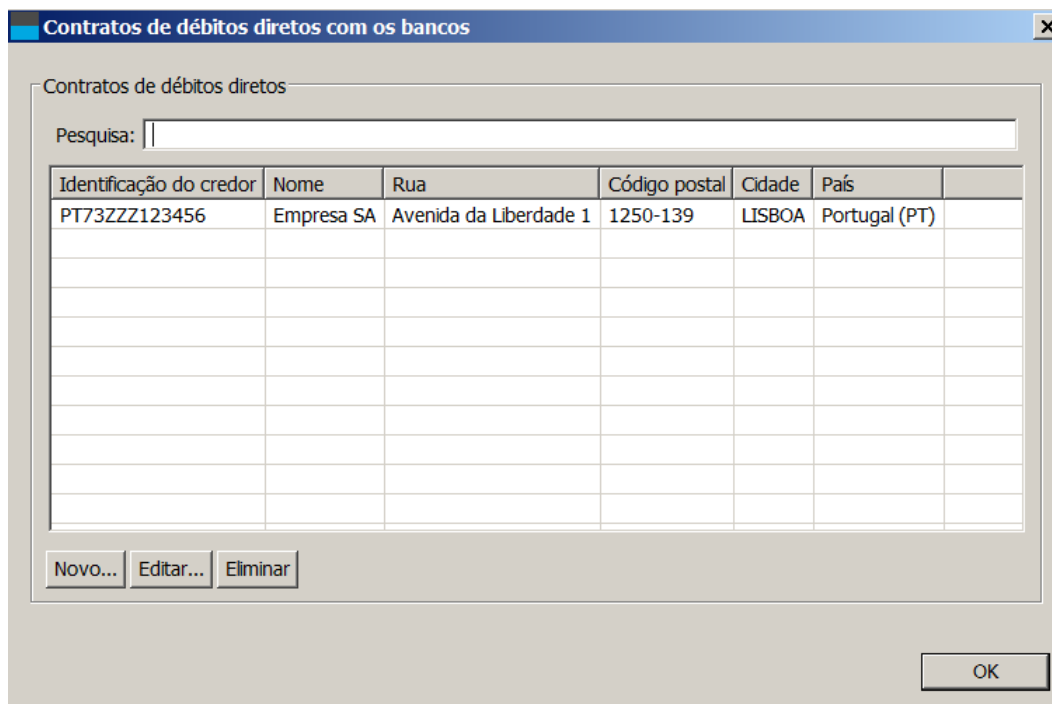 Contratos de débitos diretos com os bancos
Contratos de débitos diretos
Pesquisa:
Identificação do credor Nome Rua Código postal Cidade País
PT73ZZZ123456 Empresa SA Avenida da Liberdade 1 1250-139 LISBOA Portugal (PT)
Novo... Editar... Eliminar
OK